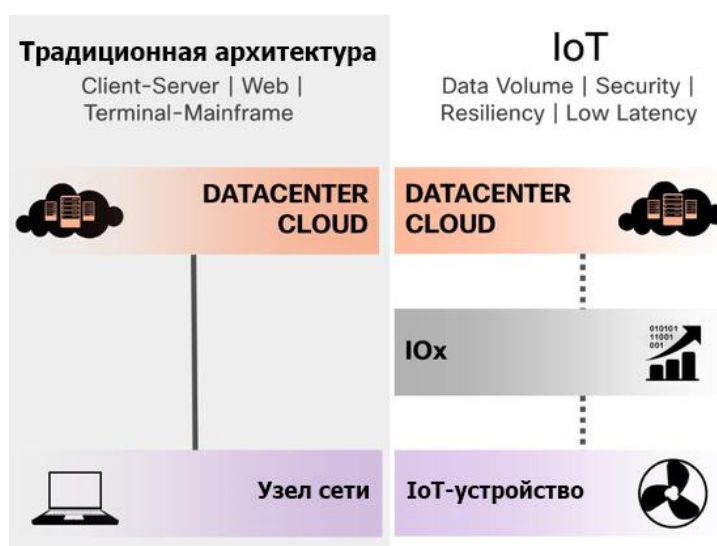 Традиционная архитектура
Client-Server | Web |
Terminal-Mainframe
DATACENTER
CLOUD
Узел сети
IoT
Data Volume | Security |
Resiliency | Low Latency
DATACENTER
CLOUD
IOx
010101
11001
001
IoT-устройство